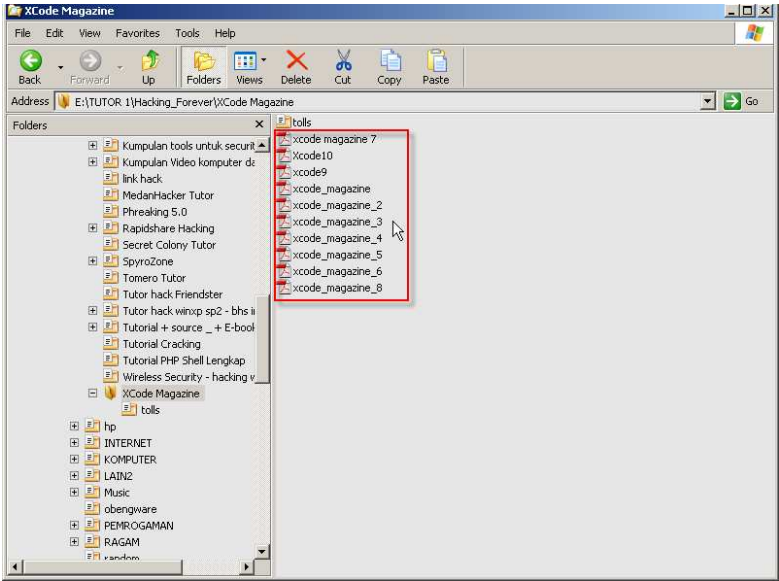 XCode Magazine
File Edit View Favorites Tools Help
Back Forward Up Folders Views Delete Cut Copy Paste
Address E:\TUTOR 1\Hacking_Forever\XCode Magazine Go
Folders
Kumpulan tools untuk securit
Kumpulan Video komputer da
link hack
MedanHacker Tutor
Phreaking 5.0
Rapidshare Hacking
Secret Colony Tutor
SpyroZone
Tomero Tutor
Tutor hack Friendster
Tutor hack winxp sp2 - bhs i
Tutorial + source _ + E-book
Tutorial Cracking
Tutorial PHP Shell Lengkap
Wireless Security - hacking
XCode Magazine
tolls
hp
INTERNET
KOMPUTER
LAIN2
Music
obengware
PEMROGAMAN
RAGAM
random
tolls
xcode magazine 7
Xcode10
xcode9
xcode_magazine
xcode_magazine_2
xcode_magazine_3
xcode_magazine_4
xcode_magazine_5
xcode_magazine_6
xcode_magazine_8